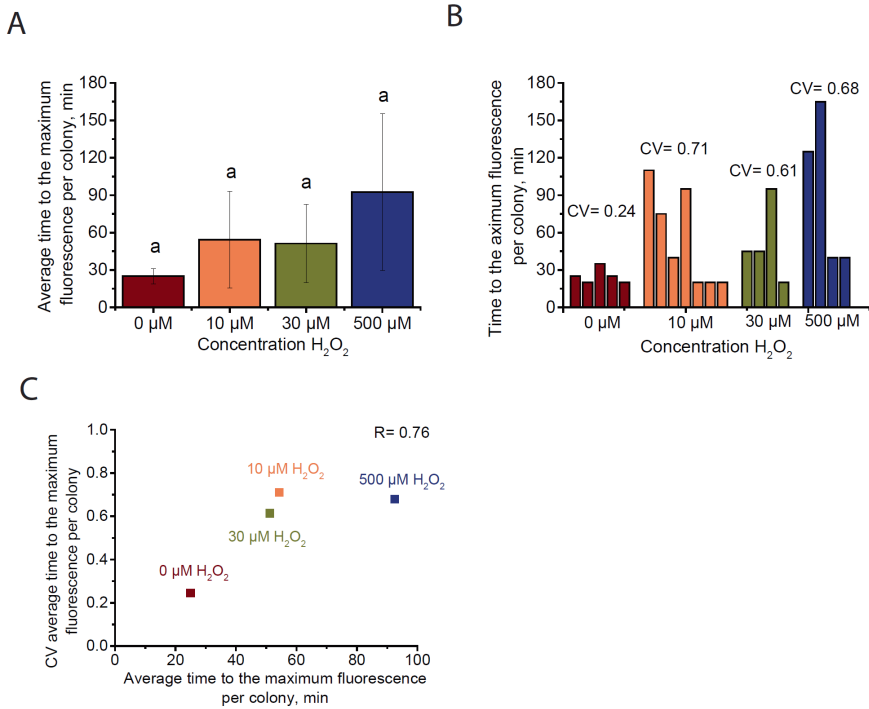 A
Average time to the maximum
fluorescence per colony, min
180
150
120
90
60
30
0
a
a
a
a
0 µM
10 µM
30 µM
500 µM
Concentration H₂O₂
B
Time to the aximum fluorescence
per colony, min
180
150
120
90
60
30
0
CV= 0.24
CV= 0.71
CV= 0.61
CV= 0.68
0 µM
10 µM
30 µM
500 µM
Concentration H₂O₂
C
CV average time to the maximum
fluorescence per colony
1.0
0.8
0.6
0.4
0.2
0.0
R= 0.76
10 µM H₂O₂
500 µM H₂O₂
30 µM H₂O₂
0 µM H₂O₂
0
20
40
60
80
100
Average time to the maximum fluorescence
per colony, min